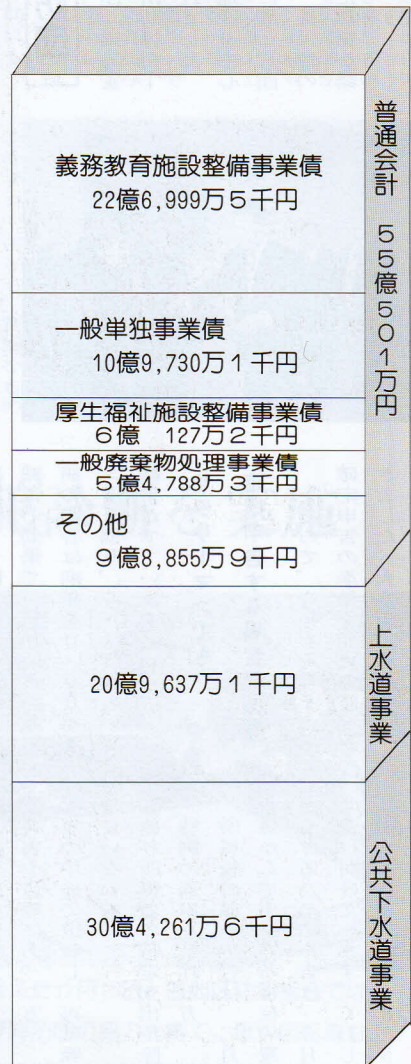 義務教育施設整備事業債
22億6,999万5千円
一般単独事業債
10億9,730万1千円
厚生福祉施設整備事業債
6億 127万2千円
一般廃棄物処理事業債
5億4,788万3千円
その他
9億8,855万9千円
普通会計 55億501万円
20億9,637万1千円
上水道事業
30億4,261万6千円
公共下水道事業